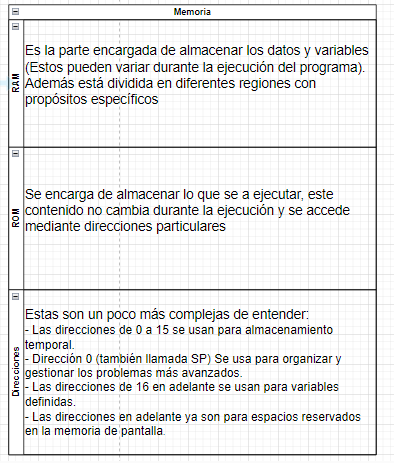 Memoria
RAM
Es la parte encargada de almacenar los datos y variables
(Estos pueden variar durante la ejecución del programa).
Además está dividida en diferentes regiones con
propósitos específicos
ROM
Se encarga de almacenar lo que se a ejecutar, este
contenido no cambia durante la ejecución y se accede
mediante direcciones particulares
Direcciones
Estas son un poco más complejas de entender:
- Las direcciones de 0 a 15 se usan para almacenamiento
temporal.
- Dirección 0 (también llamada SP) Se usa para organizar y
gestionar los problemas más avanzados.
- Las direcciones de 16 en adelante se usan para variables
definidas.
- Las direcciones en adelante ya son para espacios reservados
en la memoria de pantalla.